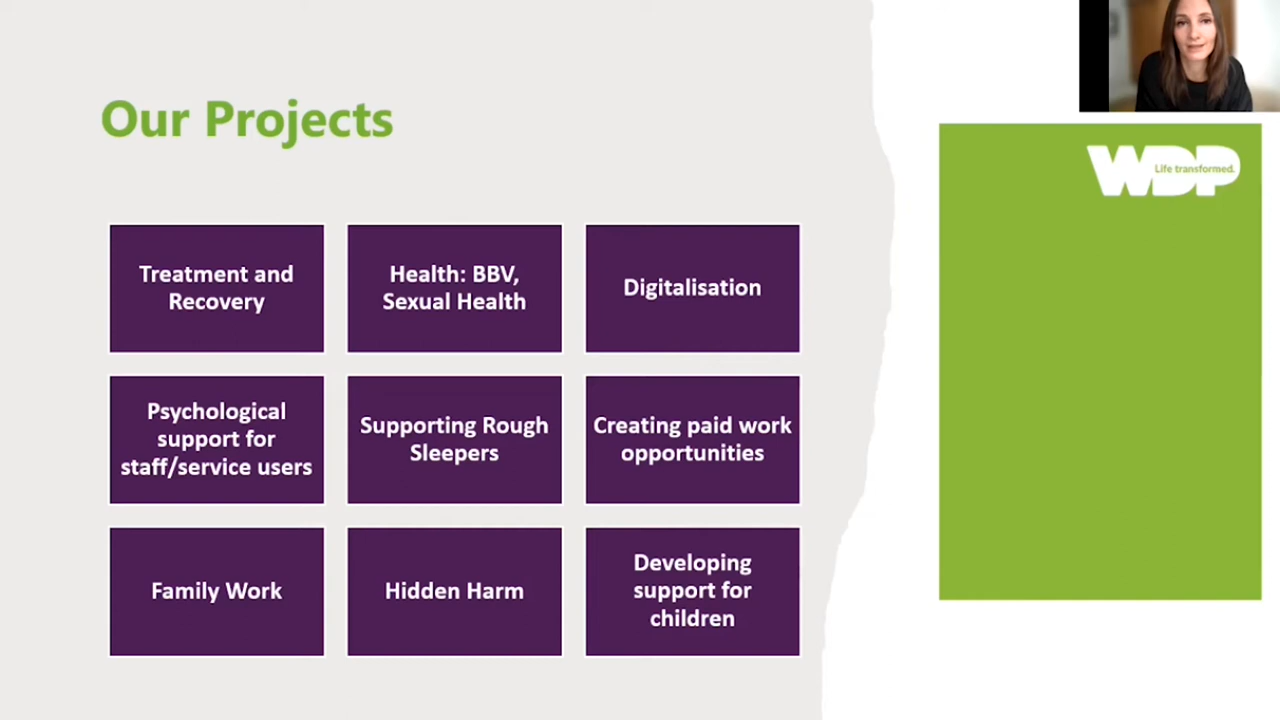 Our Projects
WDP
Life transformed.
Treatment and
Recovery
Health: BBV,
Sexual Health
Digitalisation
Psychological
support for
staff/service users
Supporting Rough
Sleepers
Creating paid work
opportunities
Family Work
Hidden Harm
Developing
support for
children